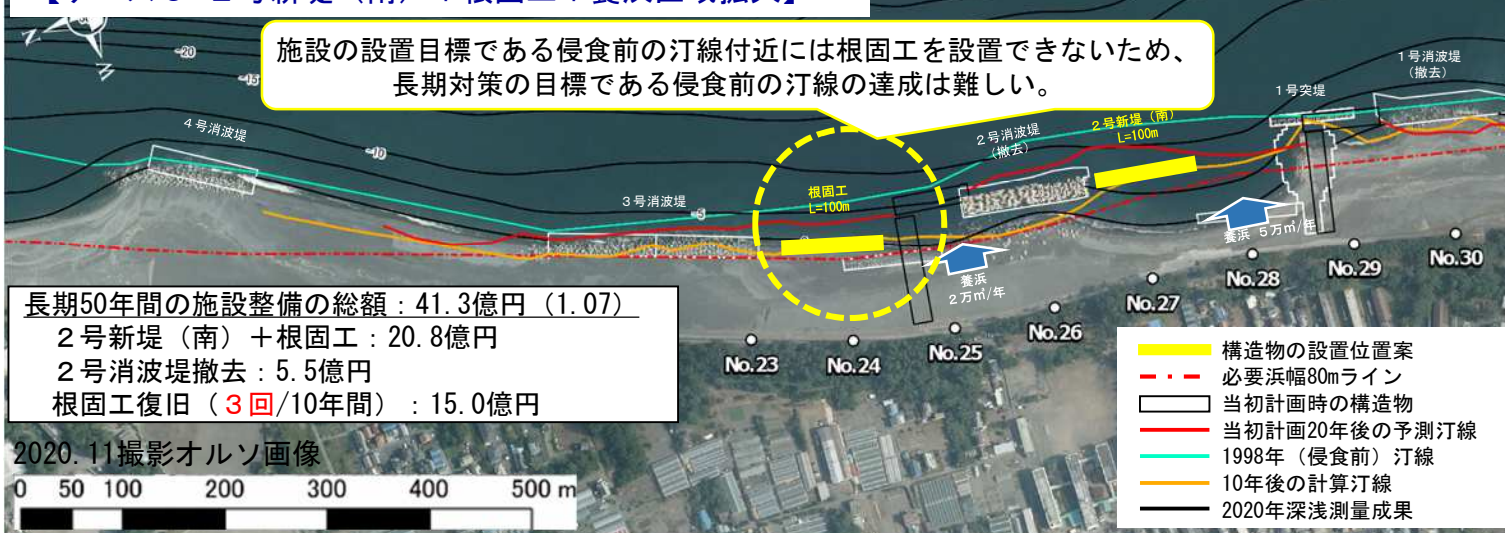 施設の設置目標である侵食前の汀線付近には根固工を設置できないため、
長期対策の目標である侵食前の汀線の達成は難しい。
-20
-15
-10
-5
4号消波堤
3号消波堤
根固工
L=100m
2号消波堤
(撤去)
2号新堤(南)
L=100m
1号突堤
1号消波堤
(撤去)
養浜
2万㎥/年
養浜 5万㎥/年
No.23
No.24
No.25
No.26
No.27
No.28
No.29
No.30
長期50年間の施設整備の総額:41.3億円(1.07)
2号新堤(南)+根固工:20.8億円
2号消波堤撤去:5.5億円
根固工復旧(3回/10年間):15.0億円
2020.11撮影オルソ画像
0 50 100 200 300 400 500 m
構造物の設置位置案
必要浜幅80mライン
当初計画時の構造物
当初計画20年後の予測汀線
1998年(侵食前)汀線
10年後の計算汀線
2020年深浅測量成果